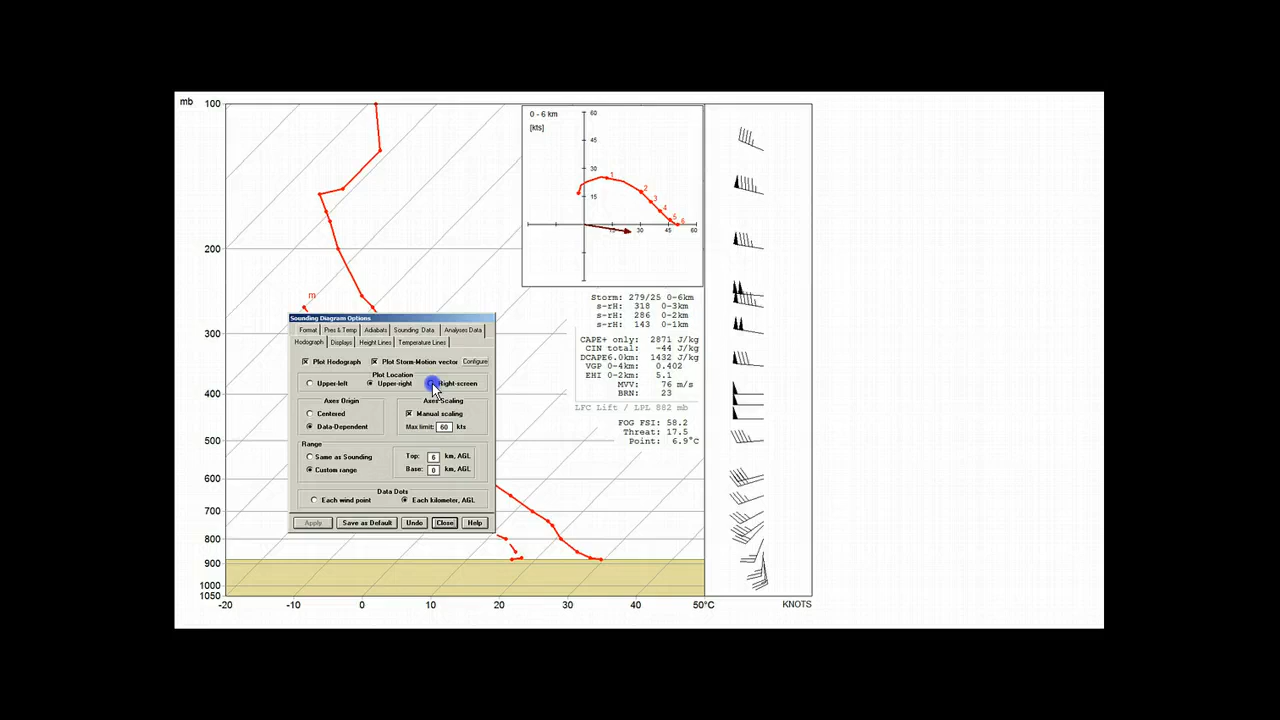 mb
100
200
300
400
500
600
700
800
900
1000
1050
-20 -10 0 10 20 30 40 50°C
KNOTS
0 - 6 km
[kts]
60
45
30
15
30 45 60
1
2
3
4
5
6
m
Storm: 279/25 0-6km
s-rH: 318 0-3km
s-rH: 286 0-2km
s-rH: 143 0-1km
CAPE+ only: 2871 J/kg
CIN total: -44 J/kg
DCAPE6.0km: 1432 J/kg
VGP 0-4km: 0.402
EHI 0-2km: 5.1
MVV: 76 m/s
BRN: 23
LFC Lift / LPL 882 mb
FOG FSI: 58.2
Threat: 17.5
Point: 6.9°C
Sounding Diagram Options
Format Pres & Temp Adiabats Sounding Data Analyses Data
Hodograph Displays Height Lines Temperature Lines
Plot Hodograph Plot Storm-Motion vector Configure
Plot Location
Upper-left Upper-right Right-screen
Axes Origin Axes Scaling
Centered Manual scaling
Data-Dependent Max limit: 60 kts
Range
Same as Sounding Top: 6 km, AGL
Custom range Base: 0 km, AGL
Data Dots
Each wind point Each kilometer, AGL
Apply Save as Default Undo Close Help